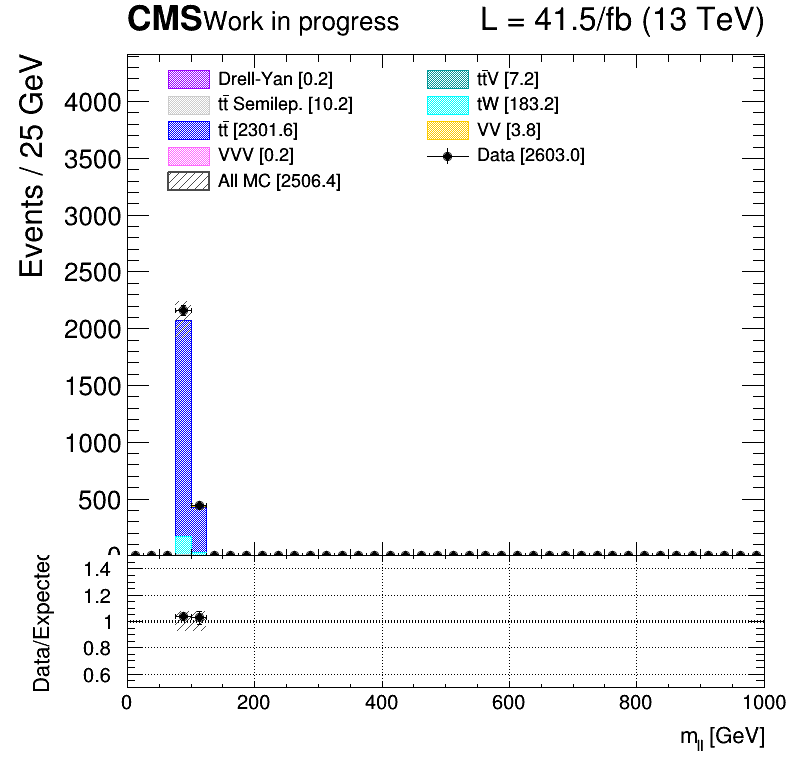 CMS Work in progress L = 41.5/fb (13 TeV)
Events / 25 GeV
Drell-Yan [0.2]
tt̄ Semilep. [10.2]
tt̄ [2301.6]
VVV [0.2]
All MC [2506.4]
tt̄V [7.2]
tW [183.2]
VV [3.8]
Data [2603.0]
4000
3500
3000
2500
2000
1500
1000
500
0
Data/Expected
1.4
1.2
1
0.8
0.6
0 200 400 600 800 1000
m_ll [GeV]